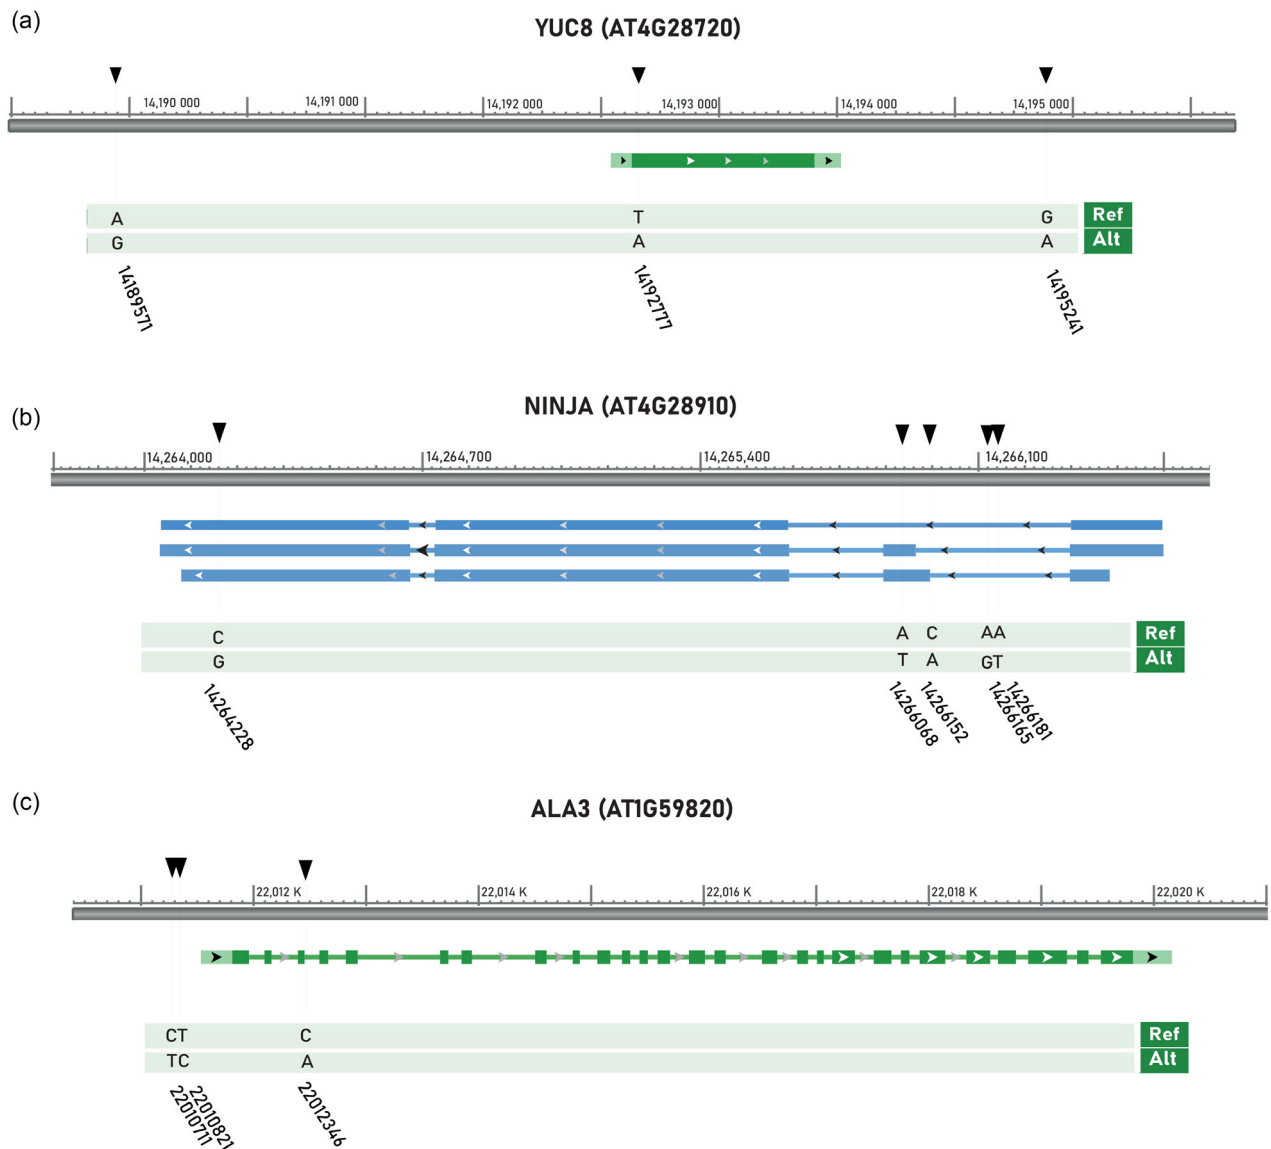 (a)
YUC8 (AT4G28720)
14,190 000 14,191 000 14,192 000 14,193 000 14,194 000 14,195 000
A T G Ref
G A A Alt
14189571 14192777 14195241
(b)
NINJA (AT4G28910)
14,264,000 14,264,700 14,265,400 14,266,100
C A C AA Ref
G T A GT Alt
14264228 14266068 14266152 14266165 14266181
(c)
ALA3 (AT1G59820)
22,012 K 22,014 K 22,016 K 22,018 K 22,020 K
CT C Ref
TC A Alt
22010711 22010821 22012346